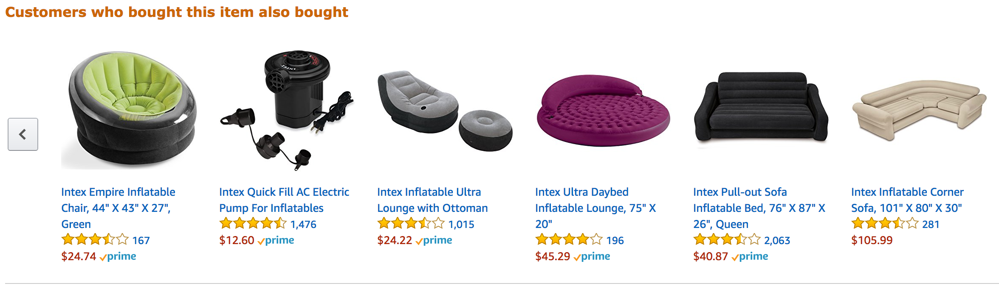 Customers who bought this item also bought
INTEX
Intex Empire Inflatable
Chair, 44" X 43" X 27",
Green
167
$24.74 prime
Intex Quick Fill AC Electric
Pump For Inflatables
1,476
$12.60 prime
Intex Inflatable Ultra
Lounge with Ottoman
1,015
$24.22 prime
Intex Ultra Daybed
Inflatable Lounge, 75" X
20"
196
$45.29 prime
Intex Pull-out Sofa
Inflatable Bed, 76" X 87" X
26", Queen
2,063
$40.87 prime
Intex Inflatable Corner
Sofa, 101" X 80" X 30"
281
$105.99